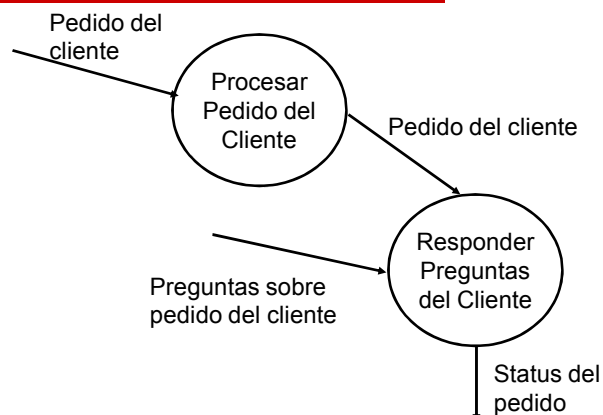 Pedido del
cliente
Procesar
Pedido del
Cliente
Pedido del cliente
Responder
Preguntas
del Cliente
Preguntas sobre
pedido del cliente
Status del
pedido